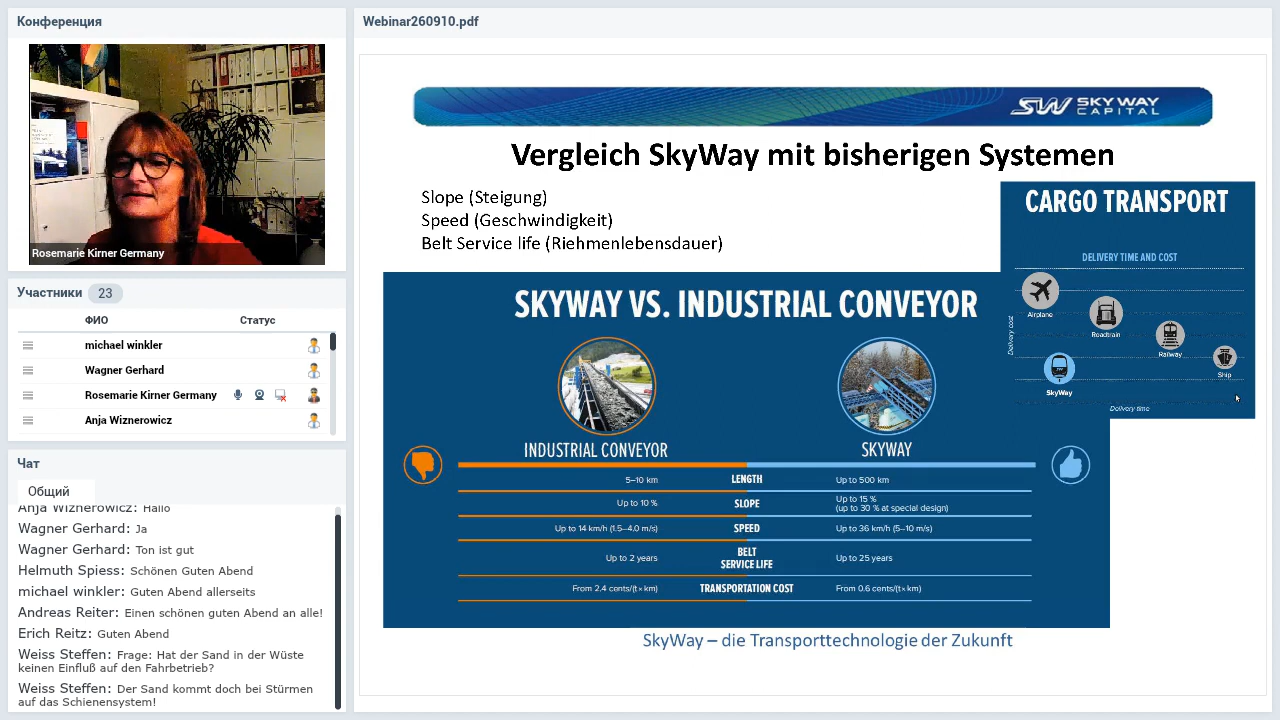 Конференция
Rosemarie Kirner Germany
Участники 23
ФИО Статус
michael winkler
Wagner Gerhard
Rosemarie Kirner Germany
Anja Wiznerowicz
Чат
Общий
Anja Wiznerowicz: Hallo
Wagner Gerhard: Ja
Wagner Gerhard: Ton ist gut
Helmuth Spiess: Schönen Guten Abend
michael winkler: Guten Abend allerseits
Andreas Reiter: Einen schönen guten Abend an alle!
Erich Reitz: Guten Abend
Weiss Steffen: Frage: Hat der Sand in der Wüste
keinen Einfluß auf den Fahrbetrieb?
Weiss Steffen: Der Sand kommt doch bei Stürmen
auf das Schienensystem!
Webinar260910.pdf
SW SKY WAY
CAPITAL
Vergleich SkyWay mit bisherigen Systemen
Slope (Steigung)
Speed (Geschwindigkeit)
Belt Service life (Riehmenlebensdauer)
CARGO TRANSPORT
DELIVERY TIME AND COST
Delivery cost
Airplane
Roadtrain
Railway
Ship
SkyWay
Delivery time
SKYWAY VS. INDUSTRIAL CONVEYOR
INDUSTRIAL CONVEYOR SKYWAY
5–10 km LENGTH Up to 500 km
Up to 10 % SLOPE Up to 15 %
(up to 30 % at special design)
Up to 14 km/h (1.5–4.0 m/s) SPEED Up to 36 km/h (5–10 m/s)
BELT
Up to 2 years SERVICE LIFE Up to 25 years
From 2.4 cents/(t×km) TRANSPORTATION COST From 0.6 cents/(t×km)
SkyWay – die Transporttechnologie der Zukunft